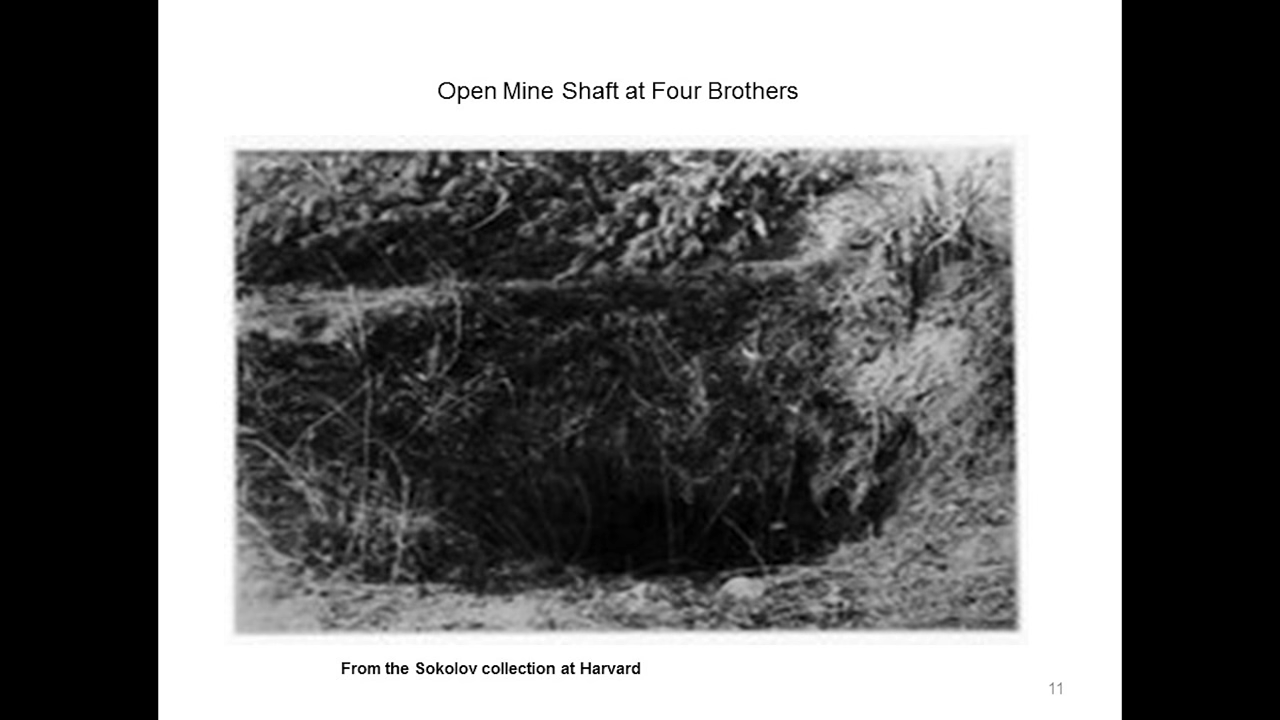 Open Mine Shaft at Four Brothers
From the Sokolov collection at Harvard
11